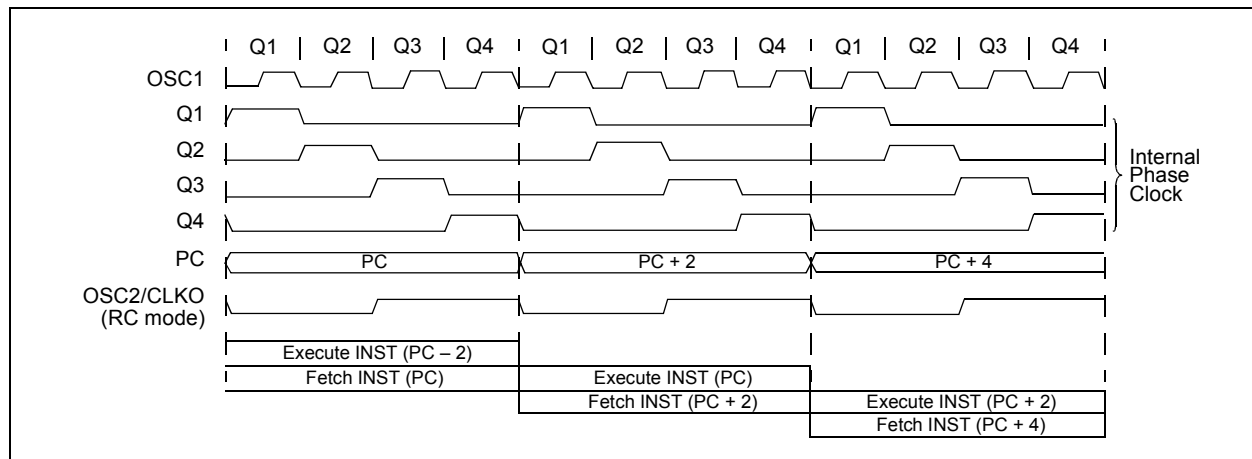 Q1 Q2 Q3 Q4 Q1 Q2 Q3 Q4 Q1 Q2 Q3 Q4
OSC1
Q1
Q2
Q3
Q4
Internal
Phase
Clock
PC
PC
PC + 2
PC + 4
OSC2/CLKO
(RC mode)
Execute INST (PC – 2)
Fetch INST (PC)
Execute INST (PC)
Fetch INST (PC + 2)
Execute INST (PC + 2)
Fetch INST (PC + 4)